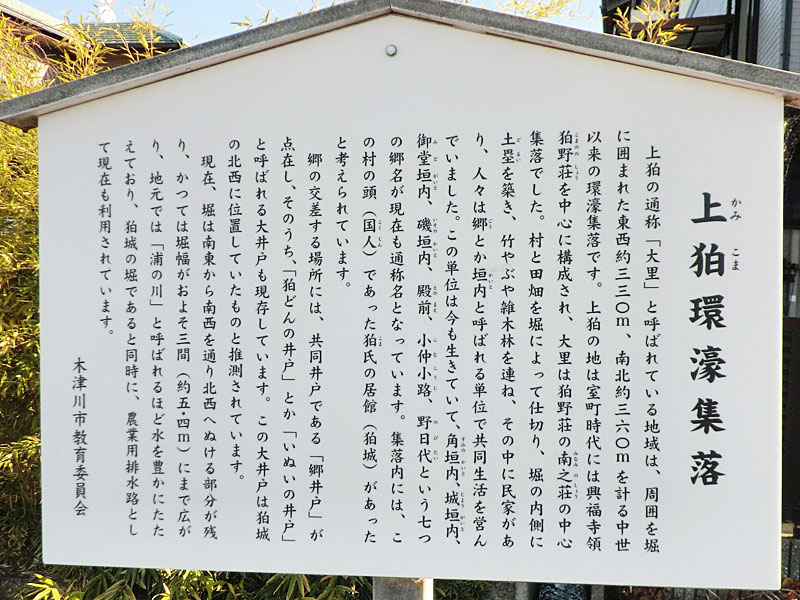 上狛環濠集落
かみ こま
上狛の通称「大里」と呼ばれている地域は、周囲を堀
に囲まれた東西約三三〇m、南北約三六〇mを計る中世
以来の環濠集落です。上狛の地は室町時代には興福寺領
狛野荘を中心に構成され、大里は狛野荘の南之荘の中心
集落でした。村と田畑を堀によって仕切り、堀の内側に
土塁を築き、竹やぶや雑木林を連ね、その中に民家があ
り、人々は郷とか垣内と呼ばれる単位で共同生活を営ん
でいました。この単位は今も生きていて、角垣内、城垣内、
御堂垣内、磯垣内、殿前、小仲小路、野日代という七つ
の郷名が現在も通称名となっています。集落内には、こ
の村の頭（国人）であった狛氏の居館（狛城）があった
と考えられています。
郷の交差する場所には、共同井戸である「郷井戸」が
点在し、そのうち、「狛どんの井戸」とか「いぬいの井戸」
と呼ばれる大井戸も現存しています。この大井戸は狛城
の北西に位置していたものと推測されています。
現在、堀は南東から南西を通り北西へぬける部分が残
り、かつては堀幅がおよそ三間（約五・四m）にまで広が
り、地元では「浦の川」と呼ばれるほど水を豊かにたた
えており、狛城の堀であると同時に、農業用排水路とし
て現在も利用されています。
木津川市教育委員会